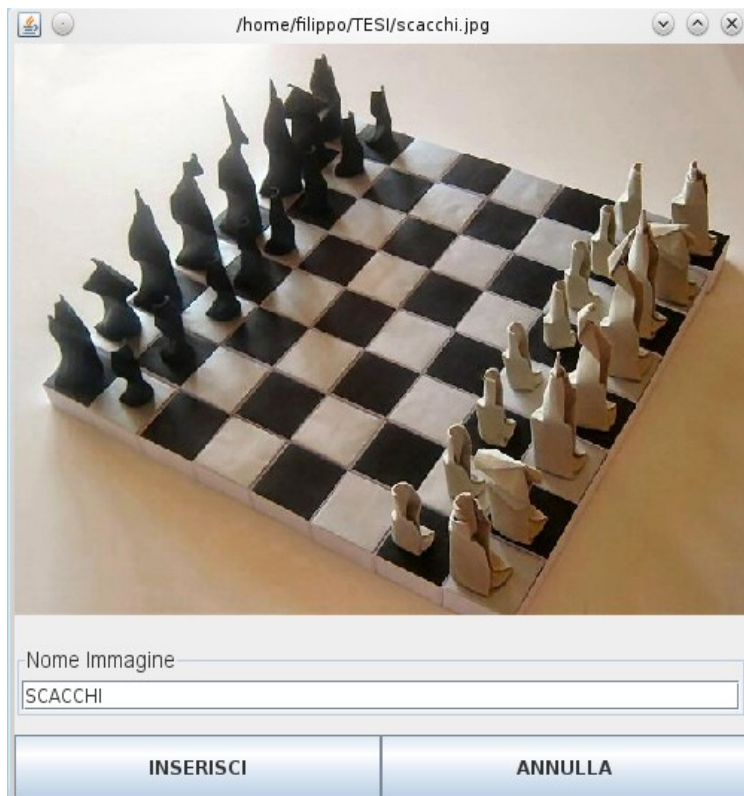 /home/filippo/TESI/scacchi.jpg
Nome Immagine
SCACCHI
INSERISCI
ANNULLA